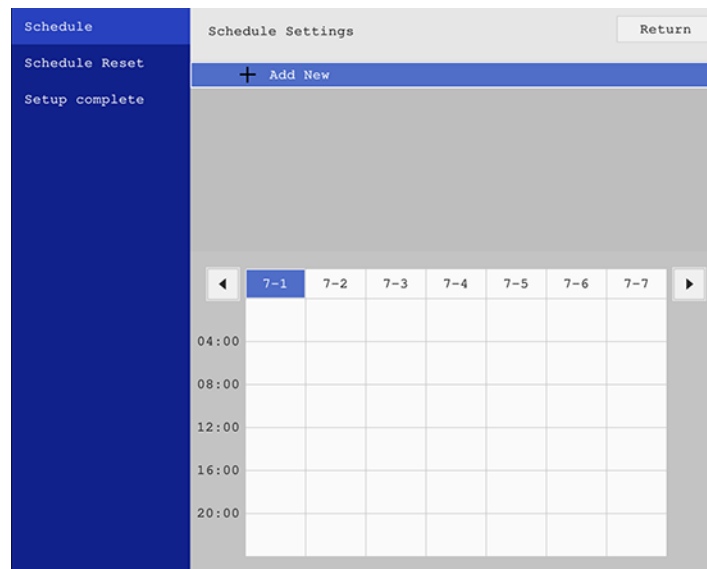 Schedule
Schedule Settings
Return
Schedule Reset
+ Add New
Setup complete
7-1 7-2 7-3 7-4 7-5 7-6 7-7
04:00
08:00
12:00
16:00
20:00